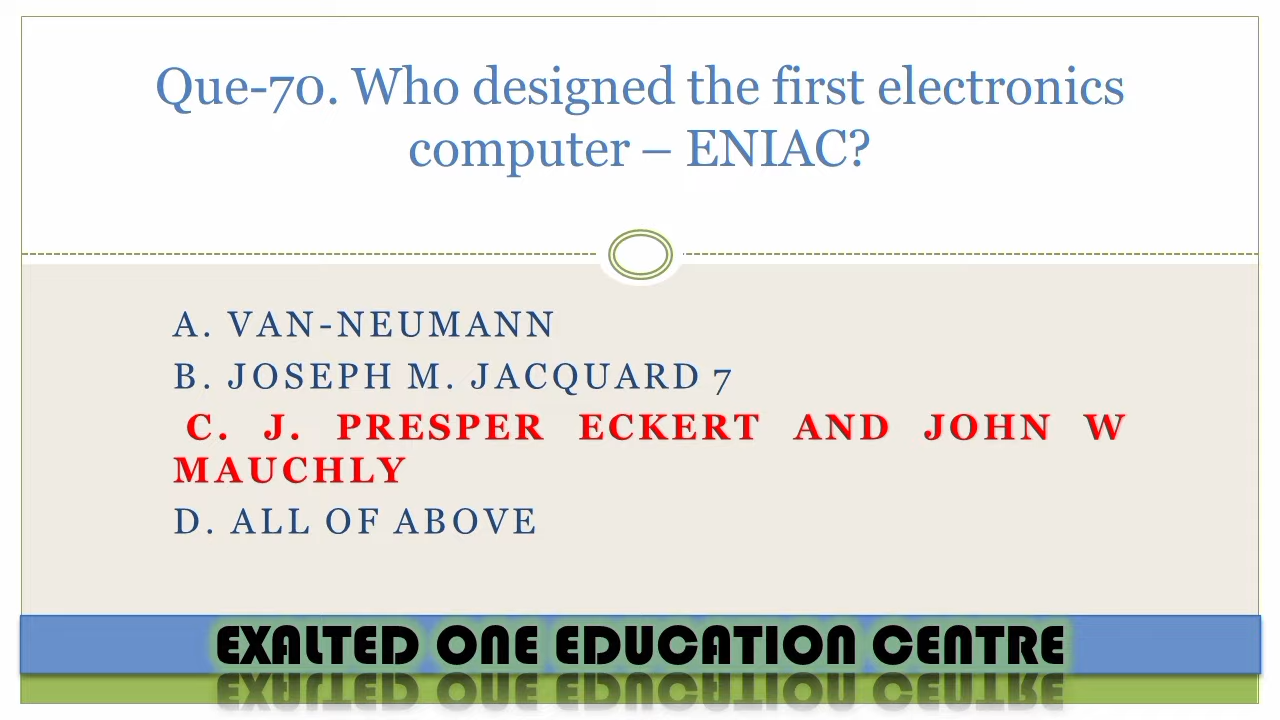 Que-70. Who designed the first electronics
computer – ENIAC?
A. VAN-NEUMANN
B. JOSEPH M. JACQUARD 7
C. J. PRESPER ECKERT AND JOHN W
MAUCHLY
D. ALL OF ABOVE
EXALTED ONE EDUCATION CENTRE